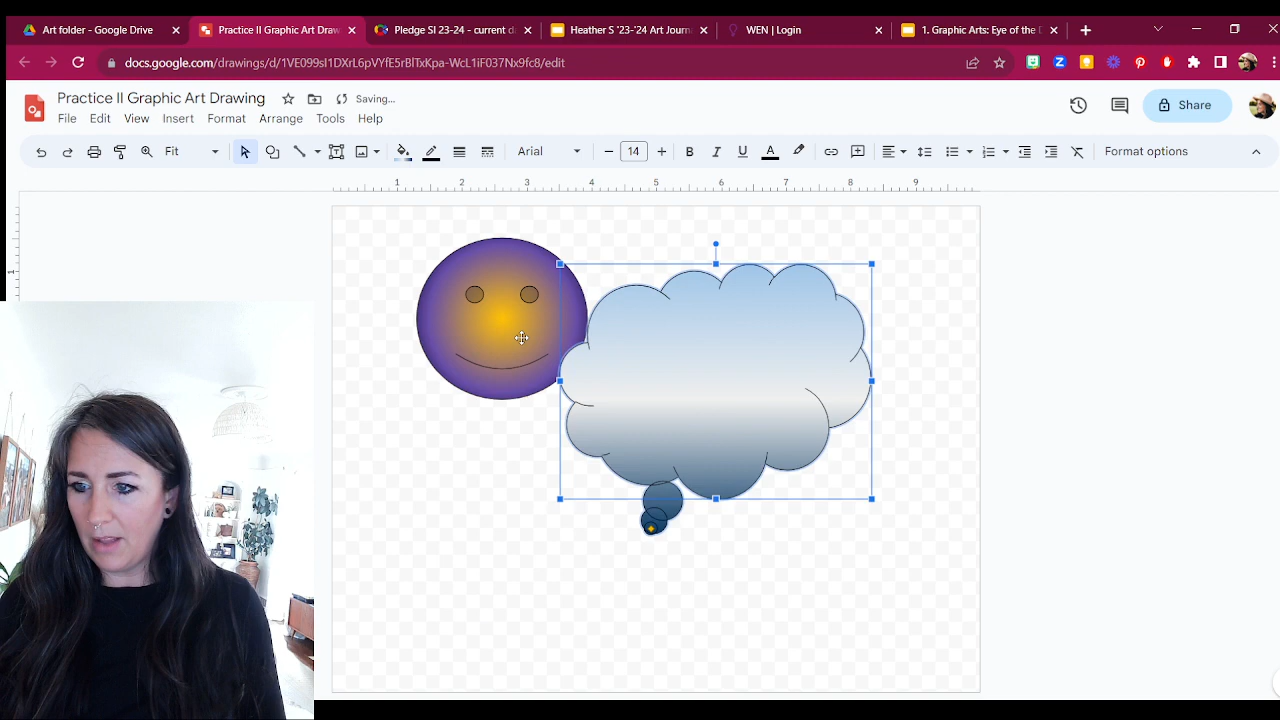 Art folder - Google Drive
Practice II Graphic Art Draw
Pledge SI 23-24 - current d
Heather S '23-'24 Art Journ
WEN | Login
1. Graphic Arts: Eye of the
docs.google.com/drawings/d/1VE099sI1DXrL6pVYfE5rBlTxKpa-WcL1iF037Nx9fc8/edit
Practice II Graphic Art Drawing
Saving...
File Edit View Insert Format Arrange Tools Help
Share
Fit
Arial
14
Format options
1 2 3 4 5 6 7 8 9
1